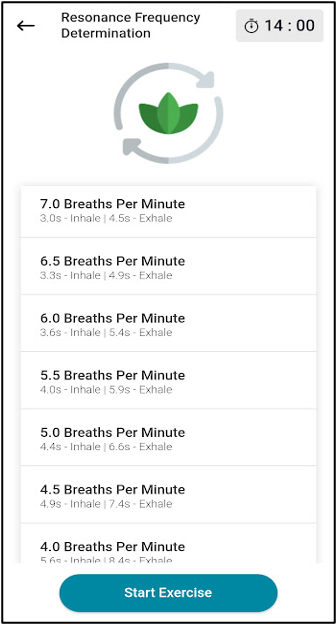 Resonance Frequency
Determination
14 : 00
7.0 Breaths Per Minute
3.0s - Inhale | 4.5s - Exhale
6.5 Breaths Per Minute
3.3s - Inhale | 4.9s - Exhale
6.0 Breaths Per Minute
3.6s - Inhale | 5.4s - Exhale
5.5 Breaths Per Minute
4.0s - Inhale | 5.9s - Exhale
5.0 Breaths Per Minute
4.4s - Inhale | 6.6s - Exhale
4.5 Breaths Per Minute
4.9s - Inhale | 7.4s - Exhale
4.0 Breaths Per Minute
5.6s - Inhale | 8.4s - Exhale
Start Exercise